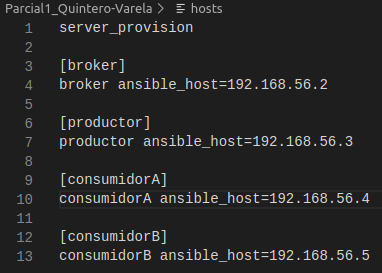 Parcial1_Quintero-Varela > hosts
1 server_provision
2
3 [broker]
4 broker ansible_host=192.168.56.2
5
6 [productor]
7 productor ansible_host=192.168.56.3
8
9 [consumidorA]
10 consumidorA ansible_host=192.168.56.4
11
12 [consumidorB]
13 consumidorB ansible_host=192.168.56.5